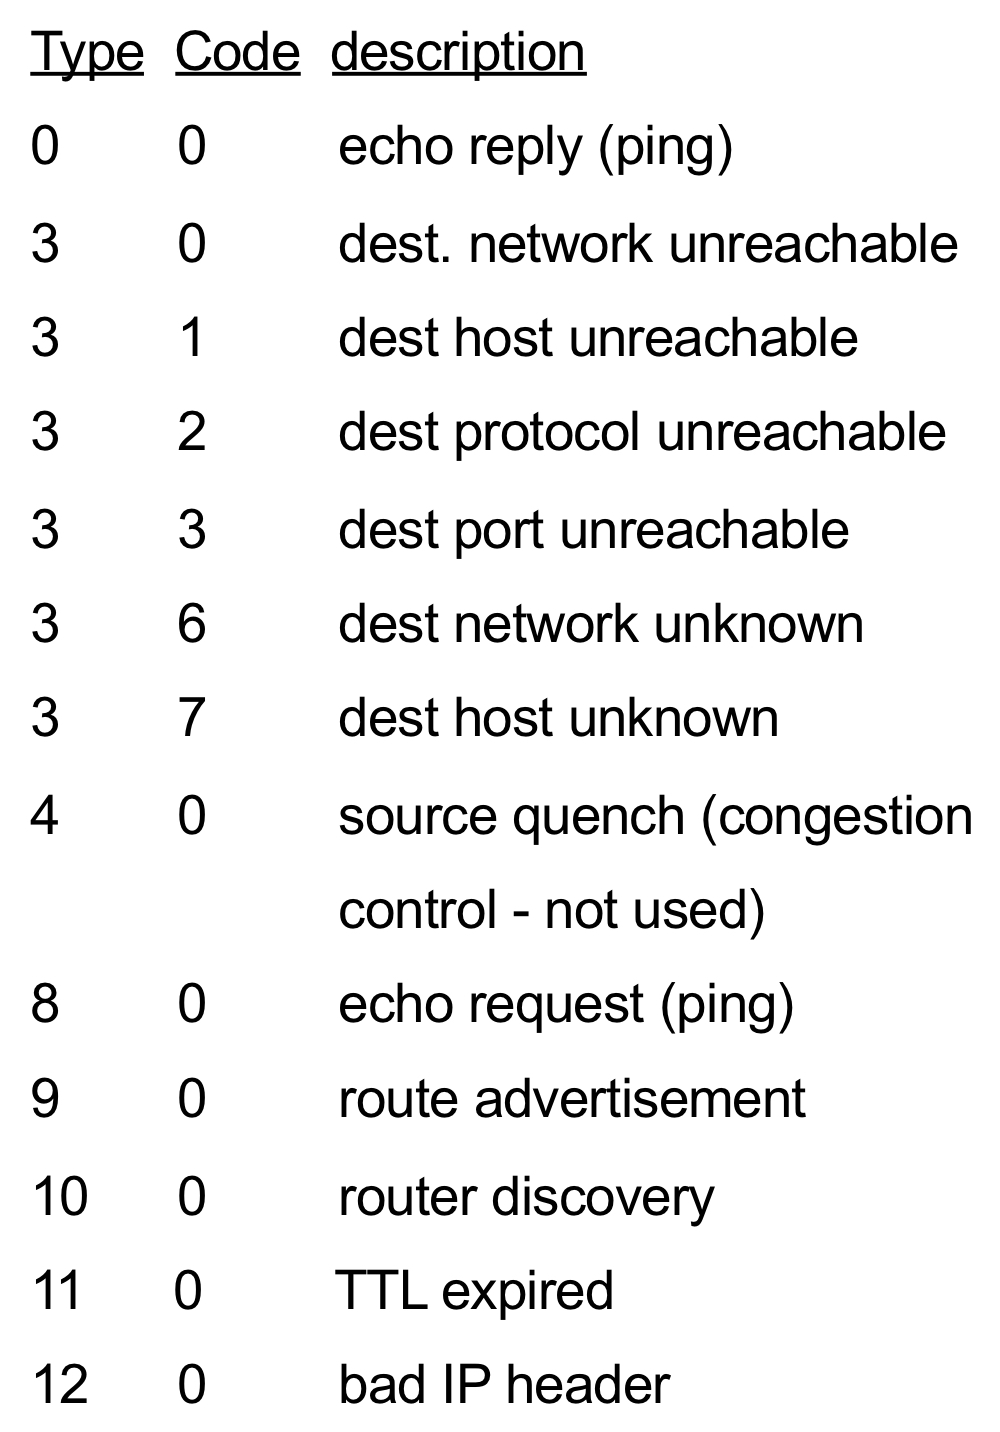 Type Code description
0 0 echo reply (ping)
3 0 dest. network unreachable
3 1 dest host unreachable
3 2 dest protocol unreachable
3 3 dest port unreachable
3 6 dest network unknown
3 7 dest host unknown
4 0 source quench (congestion
control - not used)
8 0 echo request (ping)
9 0 route advertisement
10 0 router discovery
11 0 TTL expired
12 0 bad IP header